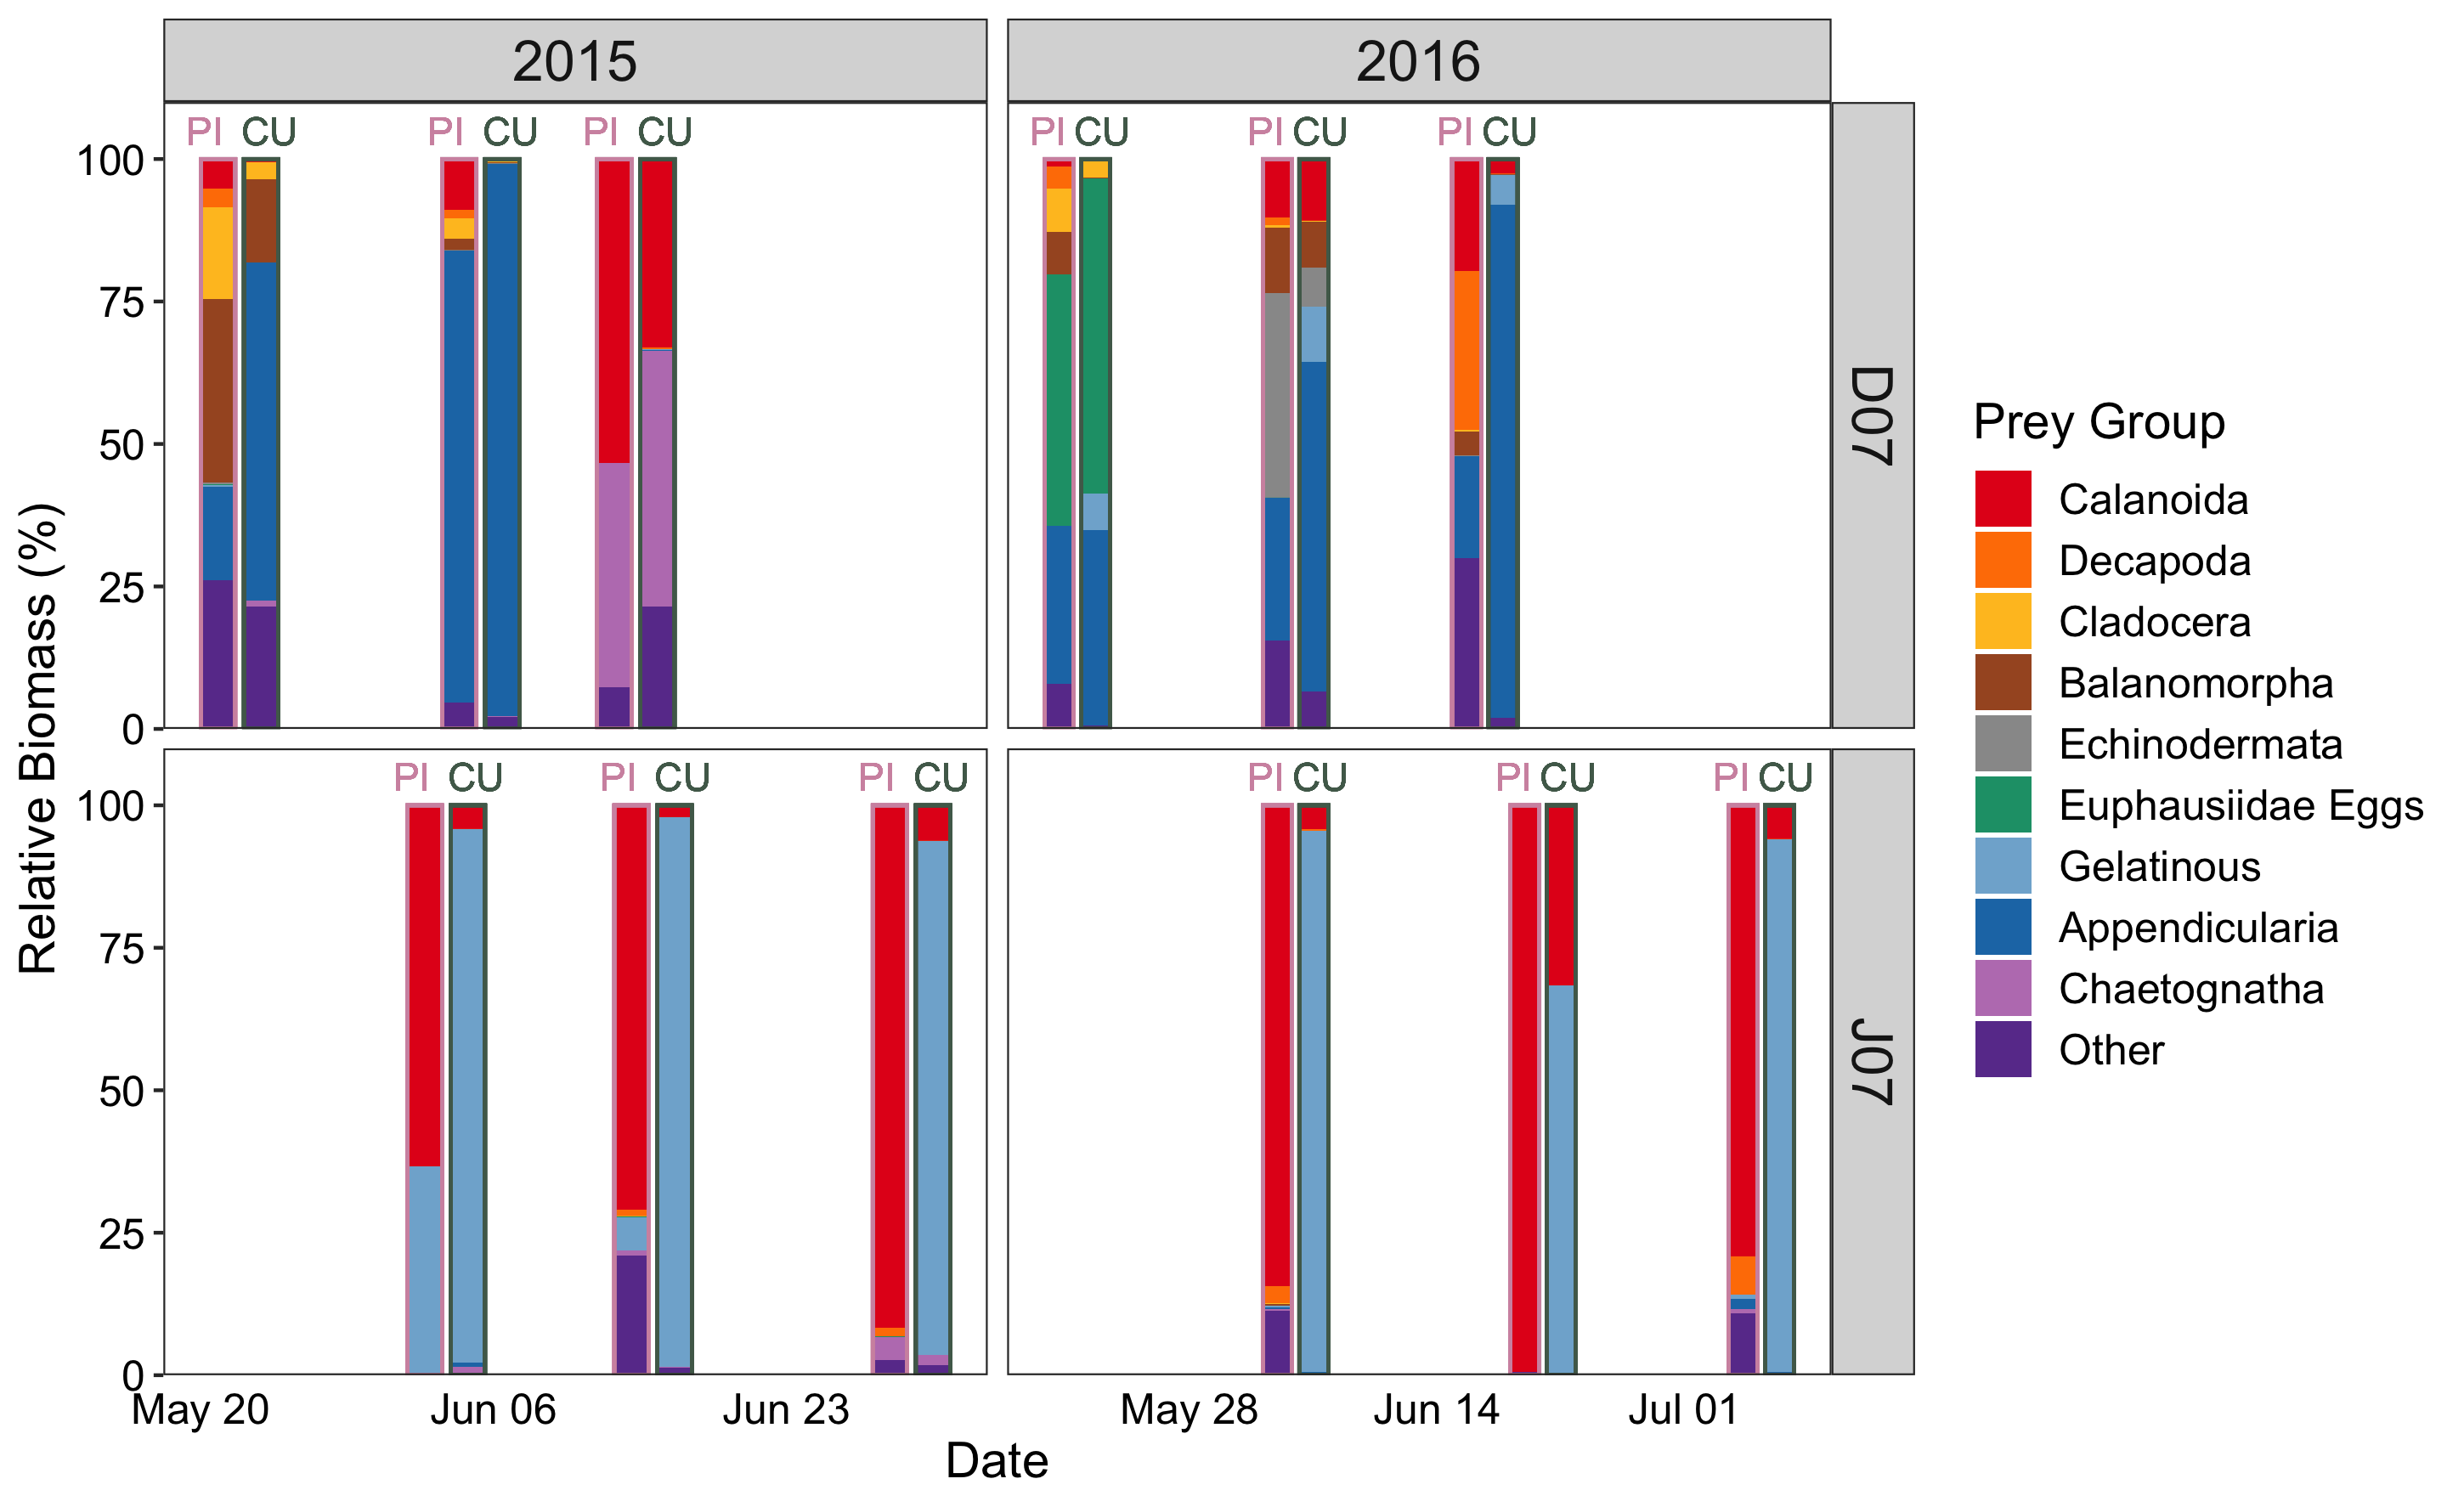 2015
2016
PI CU PI CU PI CU
PI CU PI CU PI CU
100
75
50
25
0
D07
PI CU PI CU PI CU
PI CU PI CU PI CU
100
75
50
25
0
J07
Relative Biomass (%)
May 20 Jun 06 Jun 23
May 28 Jun 14 Jul 01
Date
Prey Group
Calanoida
Decapoda
Cladocera
Balanomorpha
Echinodermata
Euphausiidae Eggs
Gelatinous
Appendicularia
Chaetognatha
Other